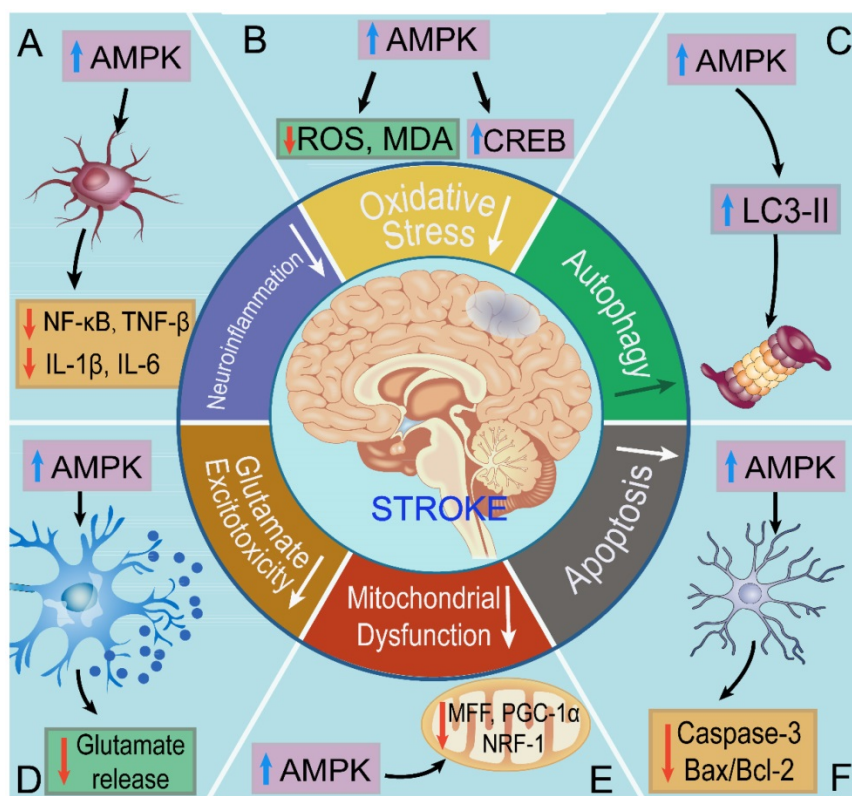 A
AMPK
NF-κB, TNF-β
IL-1β, IL-6
B
AMPK
ROS, MDA
CREB
C
AMPK
LC3-II
Oxidative
Stress
Neuroinflammation
Autophagy
Glutamate
Excitotoxicity
Apoptosis
Mitochondrial
Dysfunction
STROKE
AMPK
Glutamate
release
D
AMPK
MFF, PGC-1α
NRF-1
E
AMPK
Caspase-3
Bax/Bcl-2
F